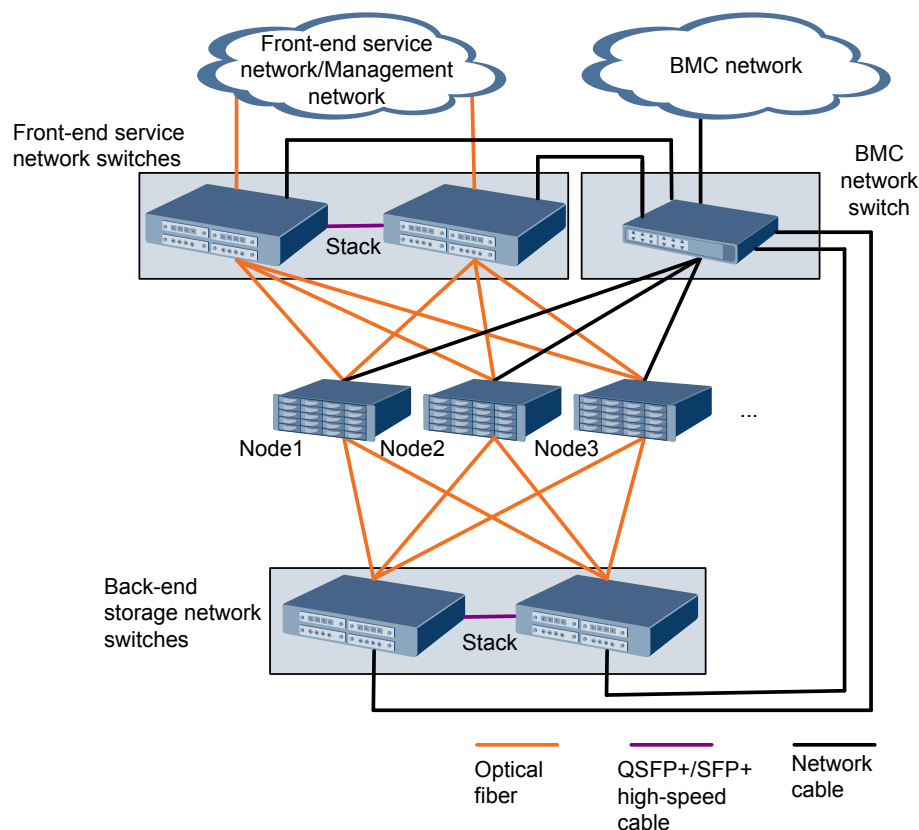 Front-end service
network/Management
network
BMC network
Front-end service
network switches
BMC
network
switch
Stack
Node1
Node2
Node3
...
Back-end
storage network
switches
Stack
Optical
fiber
QSFP+/SFP+
high-speed
cable
Network
cable